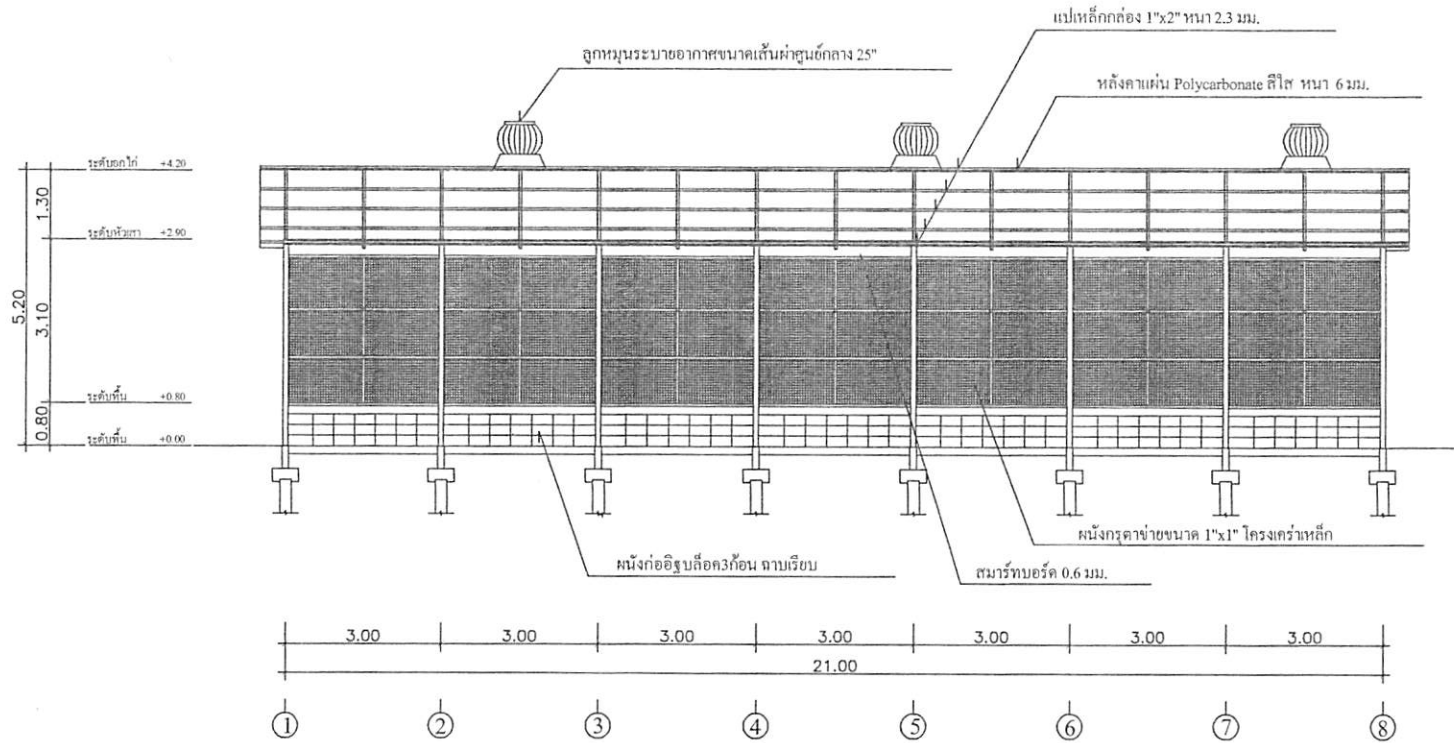 แปเหล็กกล่อง 1"x2" หนา 2.3 มม.
ลูกหมุนระบายอากาศขนาดเส้นผ่าศูนย์กลาง 25"
หลังคาแผ่น Polycarbonate สีใส หนา 6 มม.
ระดับอกไก่ +4.20
1.30
ระดับหัวเสา +2.90
5.20
3.10
ระดับพื้น +0.80
0.80
ระดับพื้น +0.00
ผนังกรุตาข่ายขนาด 1"x1" โครงเคร่าเหล็ก
ผนังก่ออิฐบล็อค3ก้อน ฉาบเรียบ
สมาร์ทบอร์ด 0.6 มม.
3.00 3.00 3.00 3.00 3.00 3.00 3.00
21.00
1 2 3 4 5 6 7 8